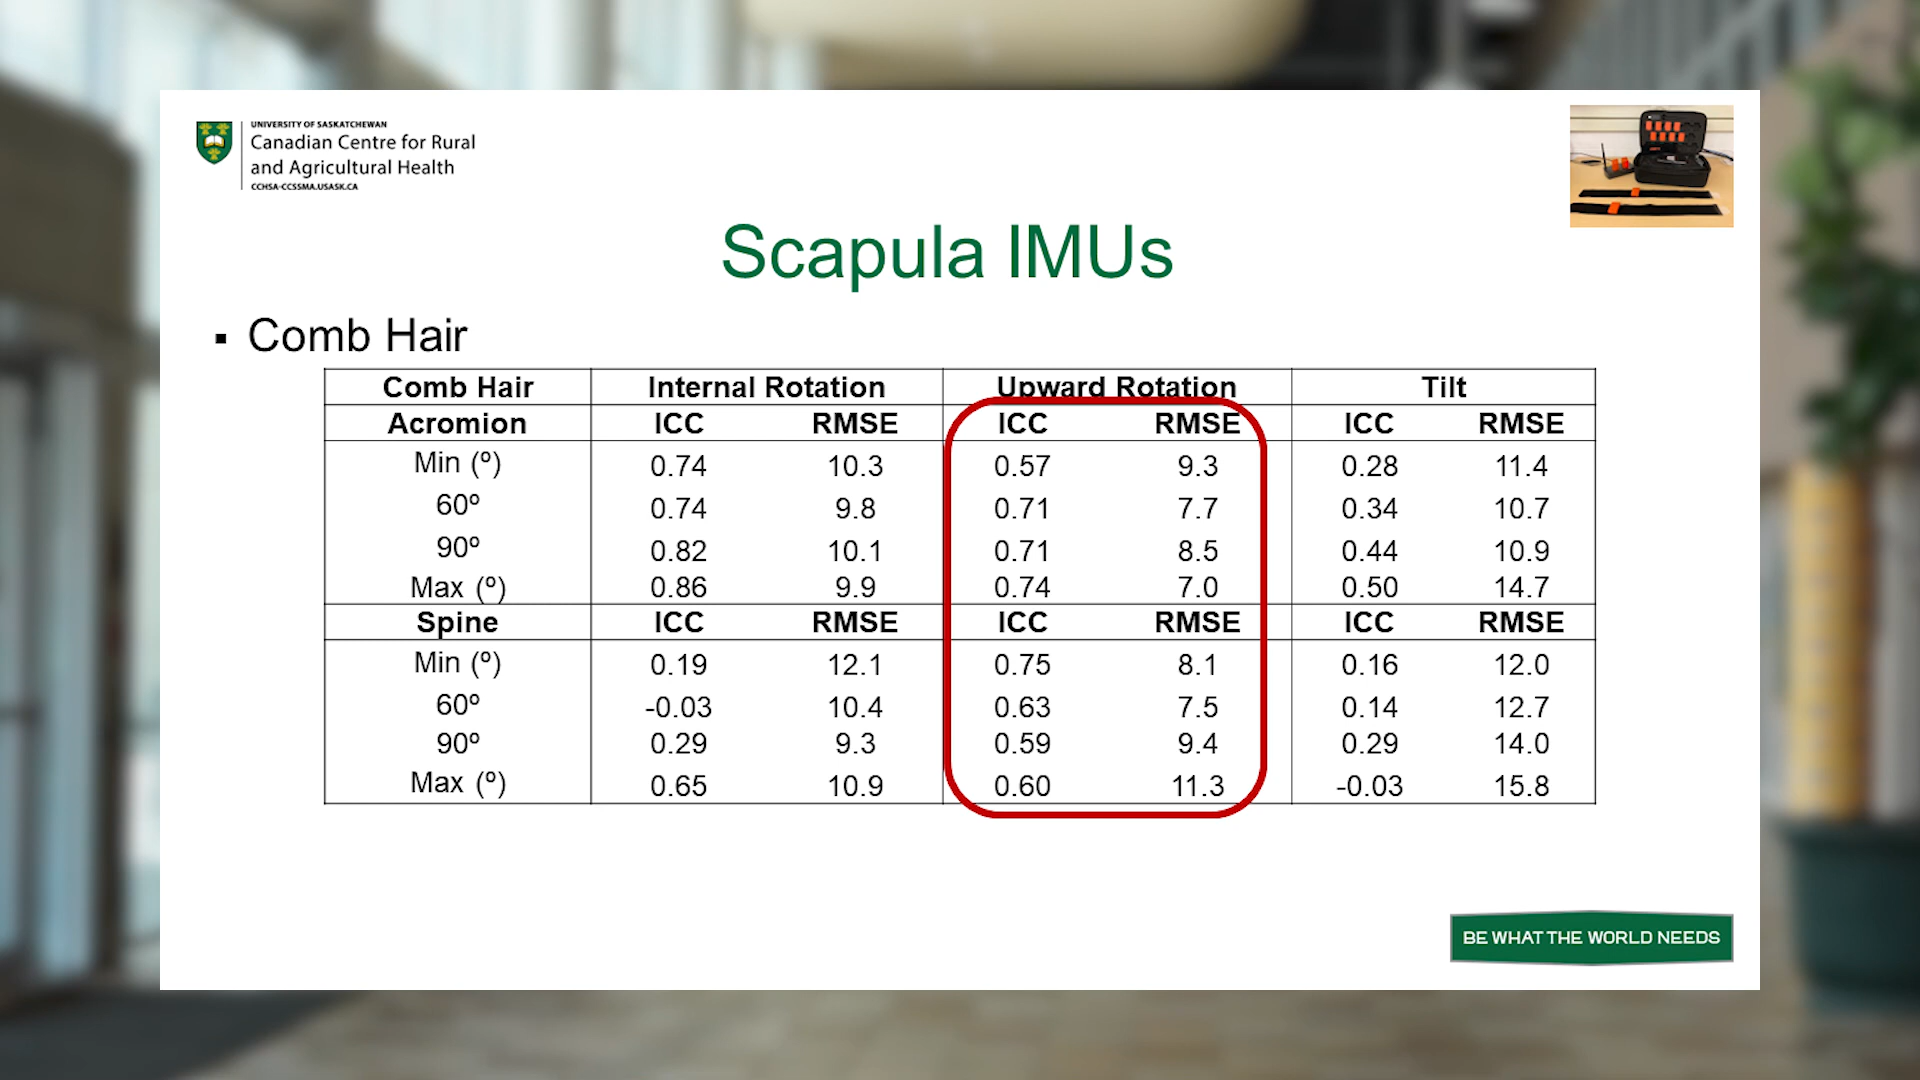 UNIVERSITY OF SASKATCHEWAN
Canadian Centre for Rural
and Agricultural Health
CCHSA-CCSSMA.USASK.CA
Scapula IMUs
▪ Comb Hair
Comb Hair Internal Rotation Upward Rotation Tilt
Acromion ICC RMSE ICC RMSE ICC RMSE
Min (º) 0.74 10.3 0.57 9.3 0.28 11.4
60º 0.74 9.8 0.71 7.7 0.34 10.7
90º 0.82 10.1 0.71 8.5 0.44 10.9
Max (º) 0.86 9.9 0.74 7.0 0.50 14.7
Spine ICC RMSE ICC RMSE ICC RMSE
Min (º) 0.19 12.1 0.75 8.1 0.16 12.0
60º -0.03 10.4 0.63 7.5 0.14 12.7
90º 0.29 9.3 0.59 9.4 0.29 14.0
Max (º) 0.65 10.9 0.60 11.3 -0.03 15.8
BE WHAT THE WORLD NEEDS